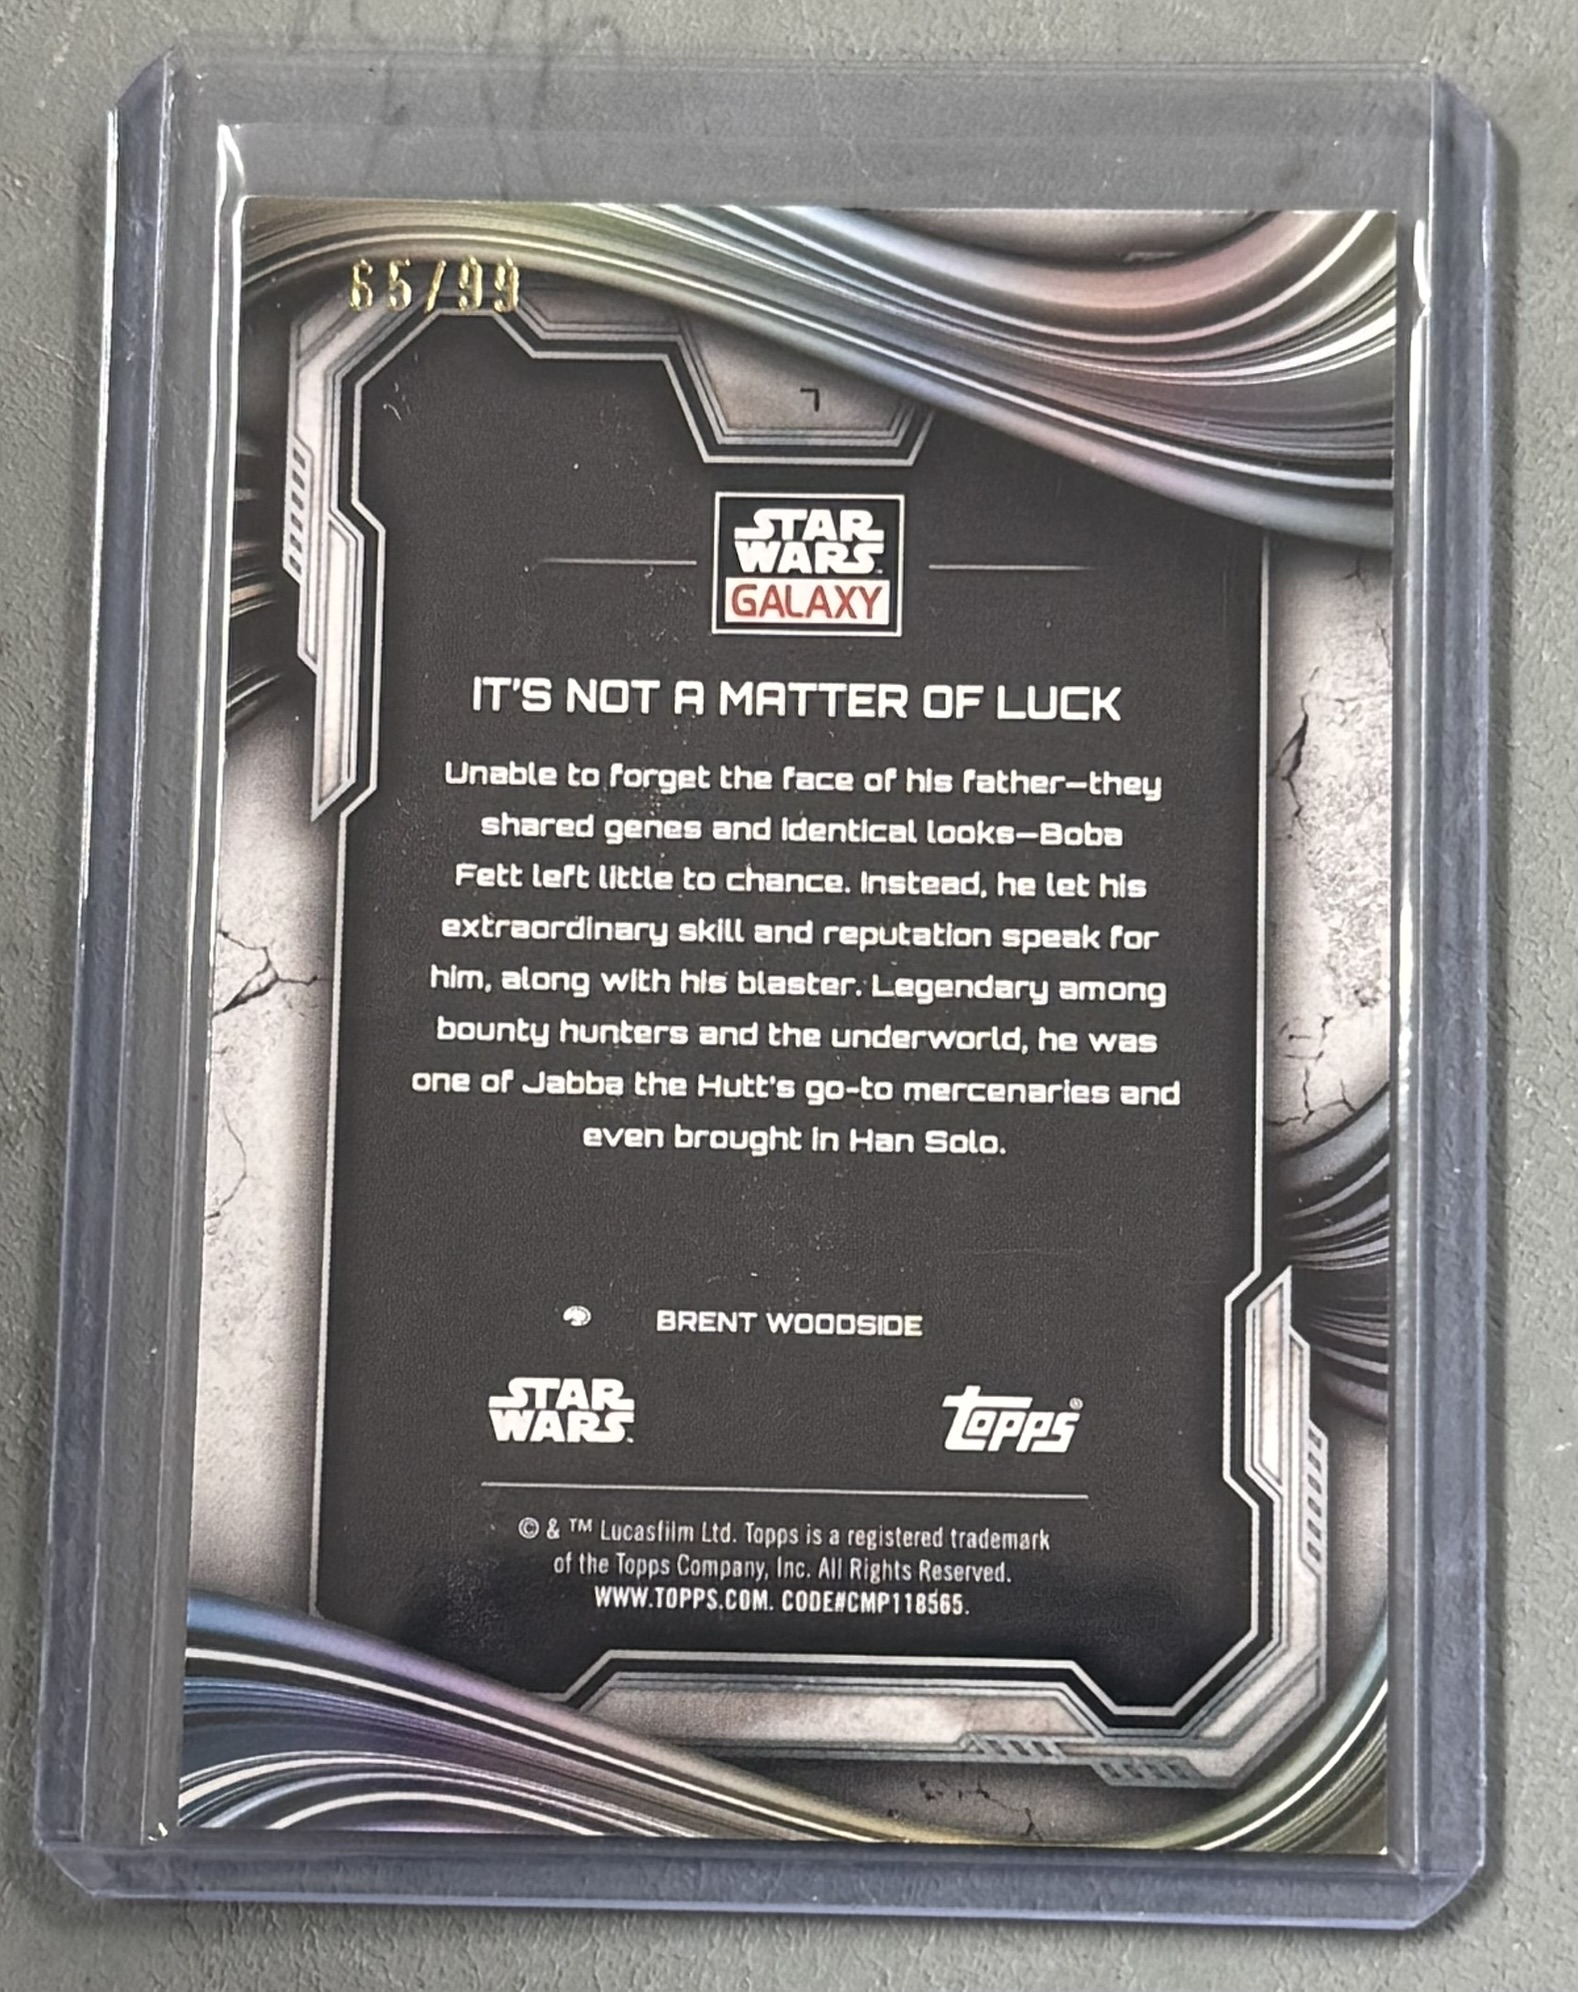 65/99
7
STAR
WARS
GALAXY
IT'S NOT A MATTER OF LUCK
Unable to forget the face of his father—they
shared genes and identical looks—Boba
Fett left little to chance. Instead, he let his
extraordinary skill and reputation speak for
him, along with his blaster. Legendary among
bounty hunters and the underworld, he was
one of Jabba the Hutt's go-to mercenaries and
even brought in Han Solo.
BRENT WOODSIDE
STAR
WARS.
Topps®
© & ™ Lucasfilm Ltd. Topps is a registered trademark
of the Topps Company, Inc. All Rights Reserved.
WWW.TOPPS.COM. CODE#CMP118565.